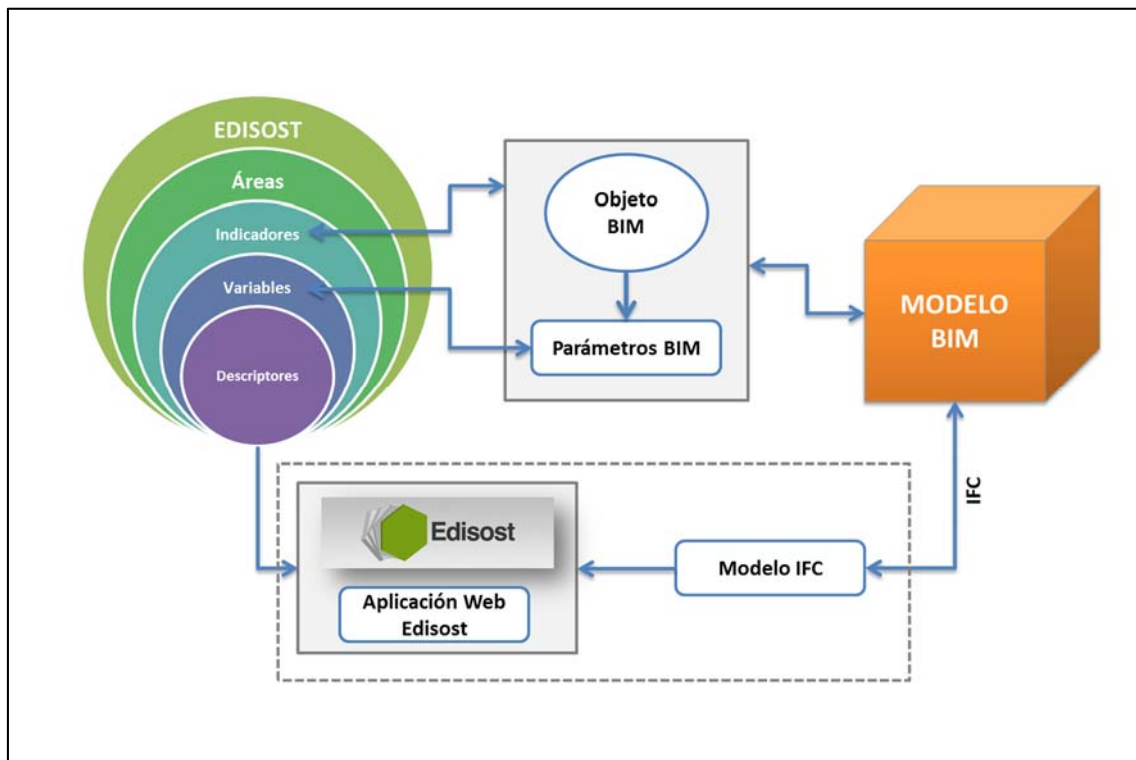 EDISOST
Áreas
Indicadores
Variables
Descriptores
Objeto
BIM
Parámetros BIM
MODELO
BIM
IFC
Edisost
Aplicación Web
Edisost
Modelo IFC